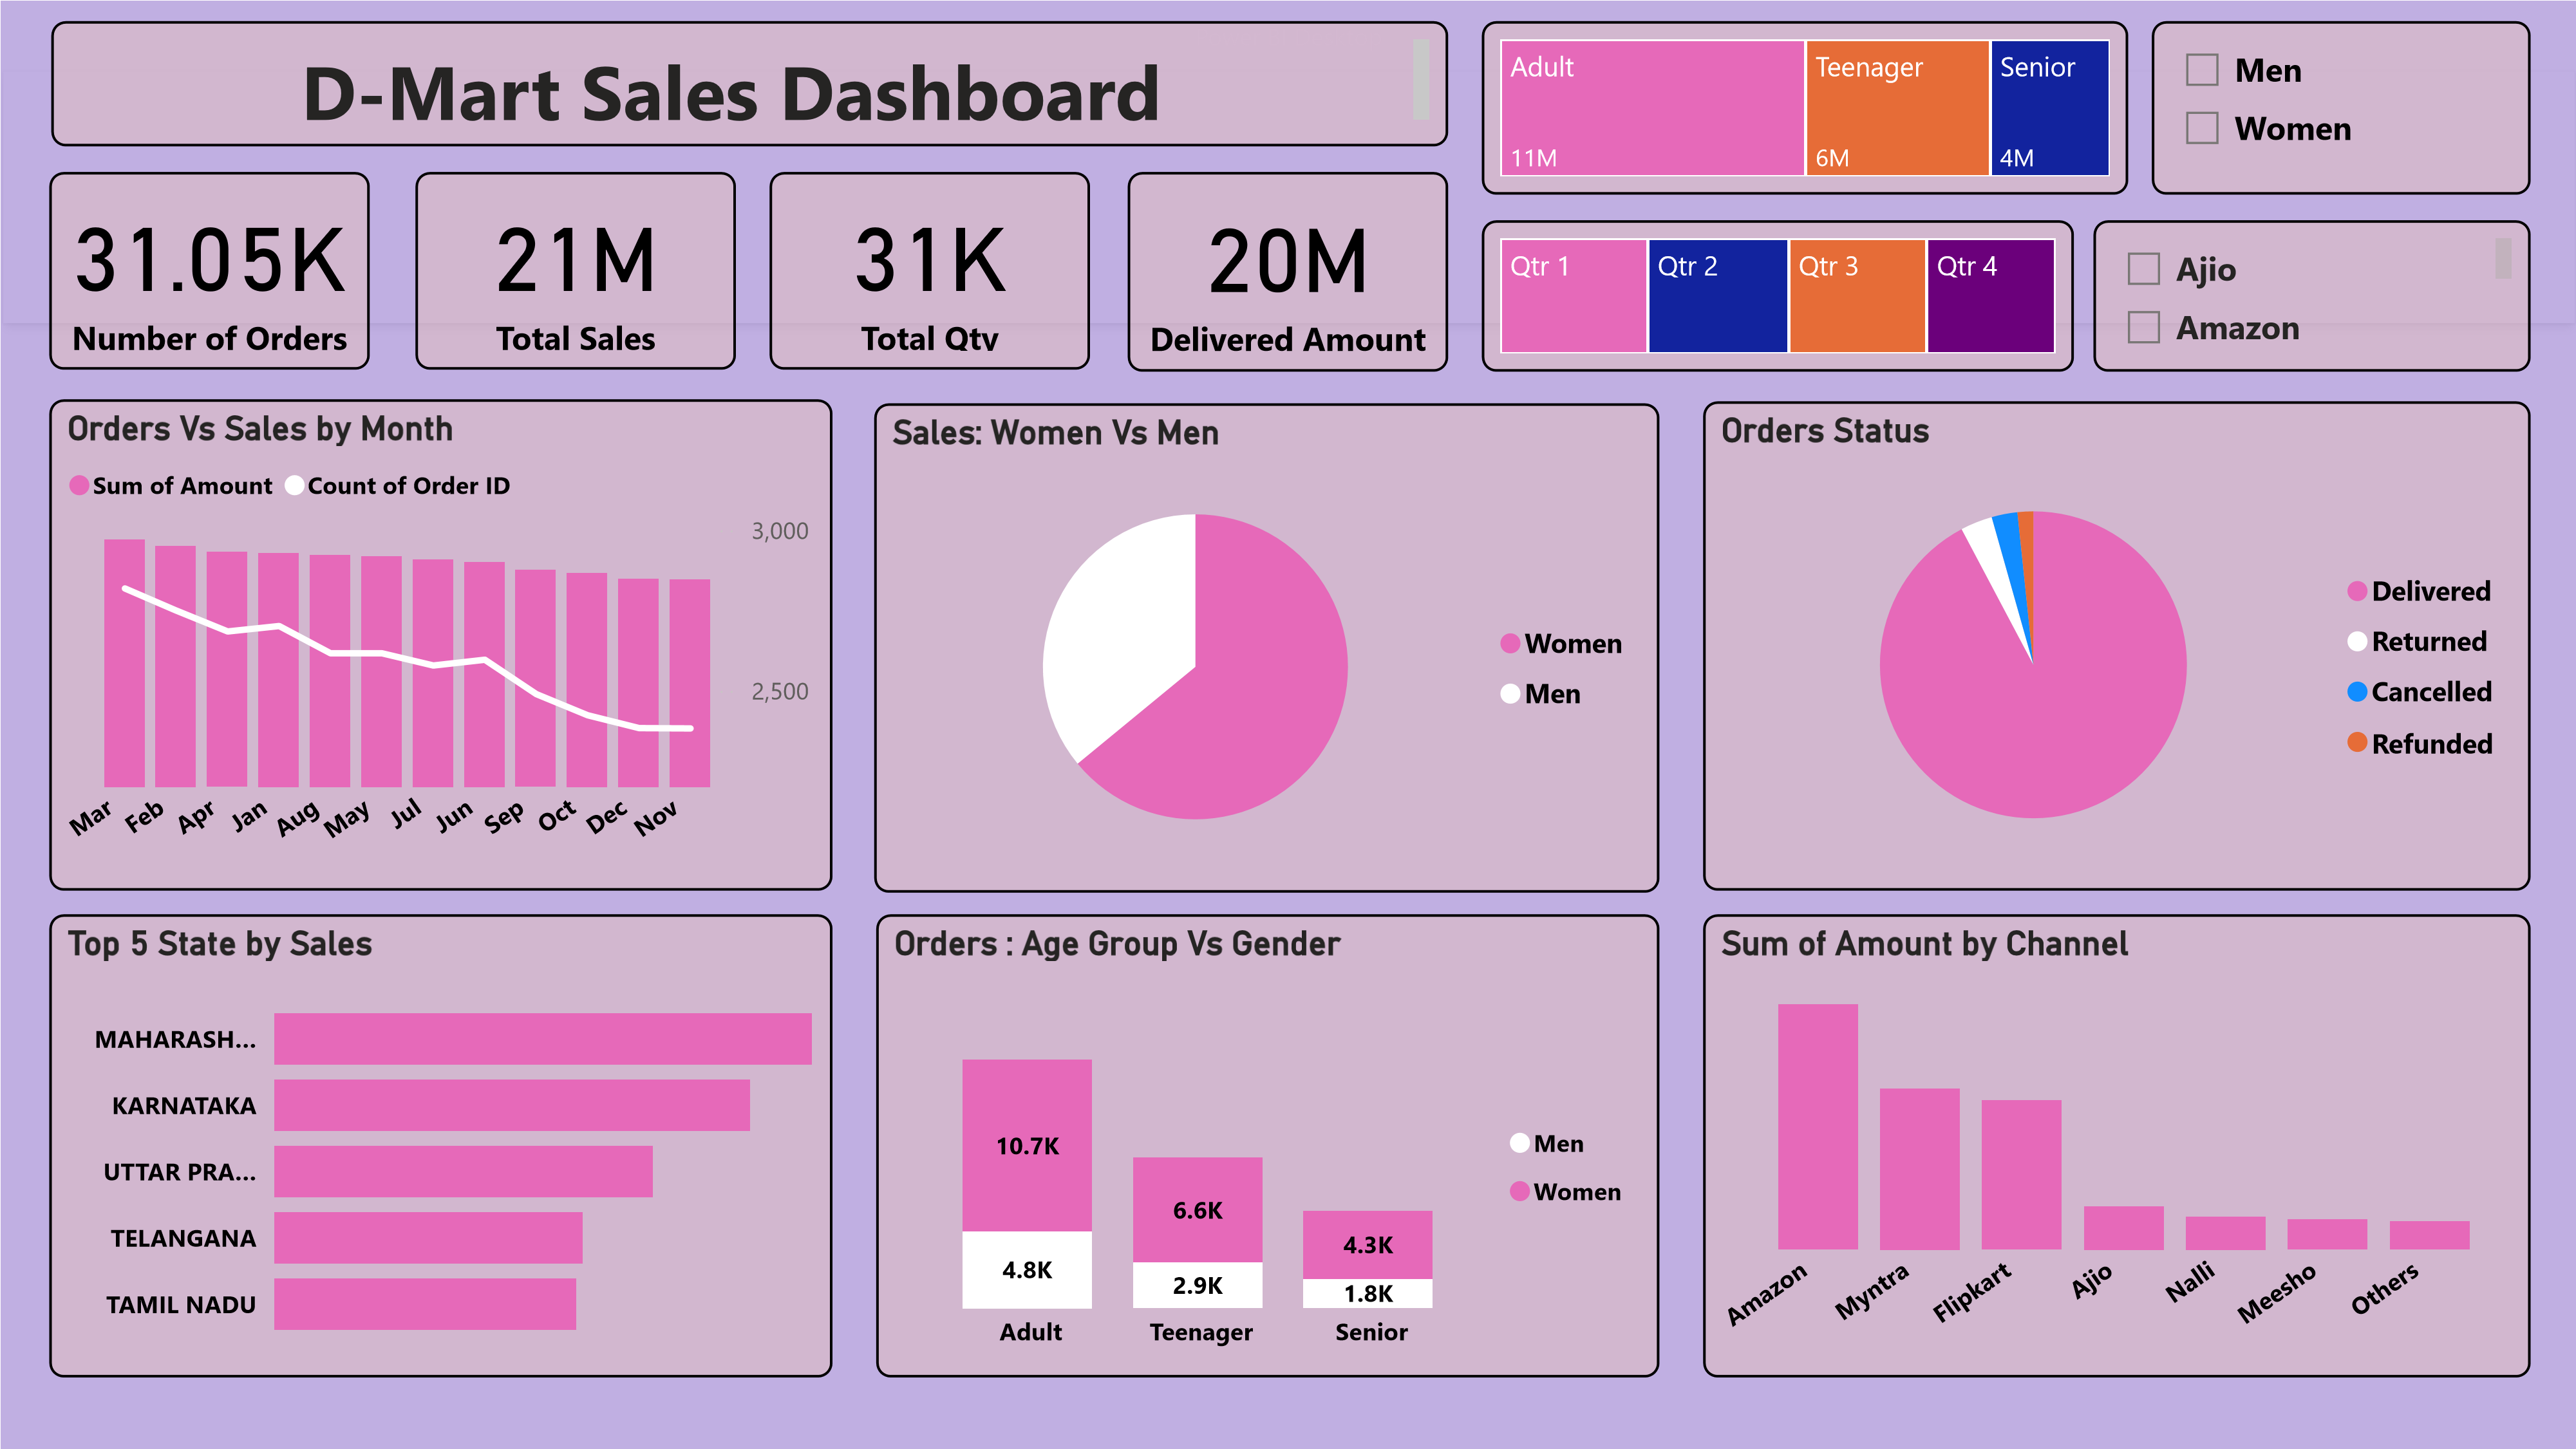 D-Mart Sales Dashboard
Adult
Teenager
Senior
11M
6M
4M
Men
Women
31.05K
Number of Orders
21M
Total Sales
31K
Total Qtv
20M
Delivered Amount
Qtr 1
Qtr 2
Qtr 3
Qtr 4
Ajio
Amazon
Orders Vs Sales by Month
Sum of Amount
Count of Order ID
3,000
2,500
Mar
Feb
Apr
Jan
Aug
May
Jul
Jun
Sep
Oct
Dec
Nov
Sales: Women Vs Men
Women
Men
Orders Status
Delivered
Returned
Cancelled
Refunded
Top 5 State by Sales
MAHARASH...
KARNATAKA
UTTAR PRA...
TELANGANA
TAMIL NADU
Orders : Age Group Vs Gender
10.7K
4.8K
6.6K
2.9K
4.3K
1.8K
Adult
Teenager
Senior
Men
Women
Sum of Amount by Channel
Amazon
Myntra
Flipkart
Ajio
Nalli
Meesho
Others